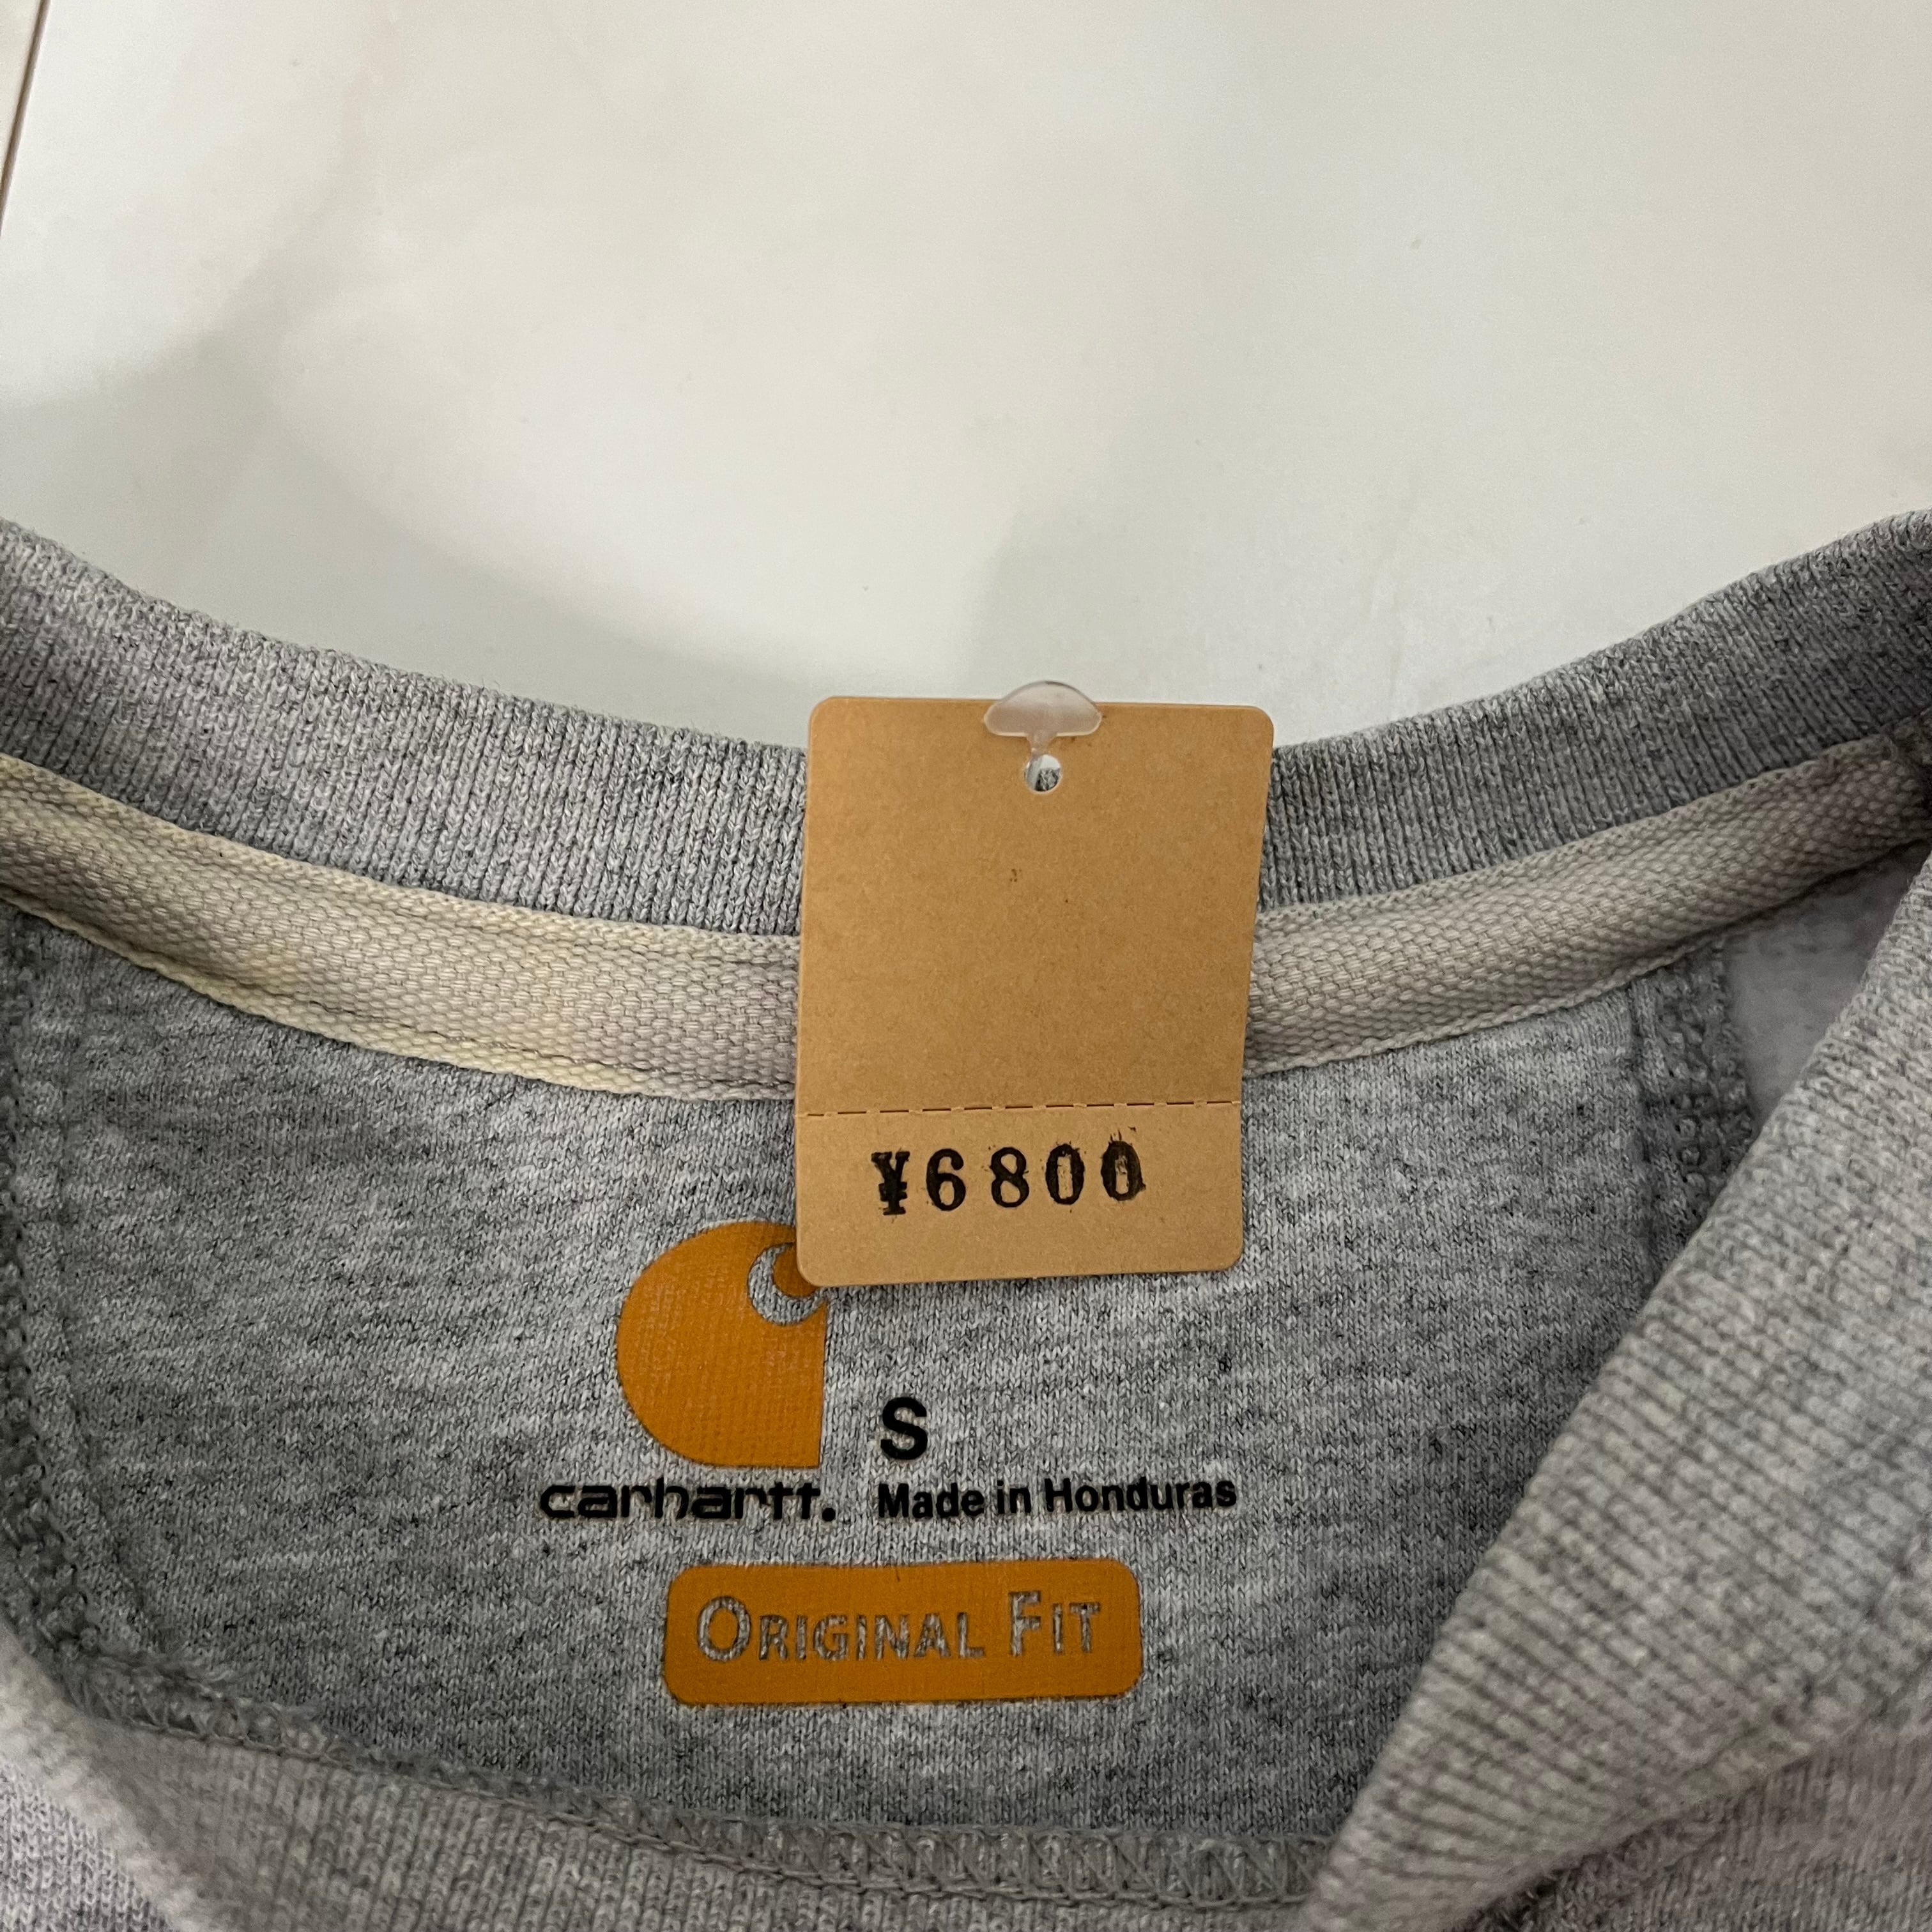 ¥6800
S
carhartt. Made in Honduras
ORIGINAL FIT